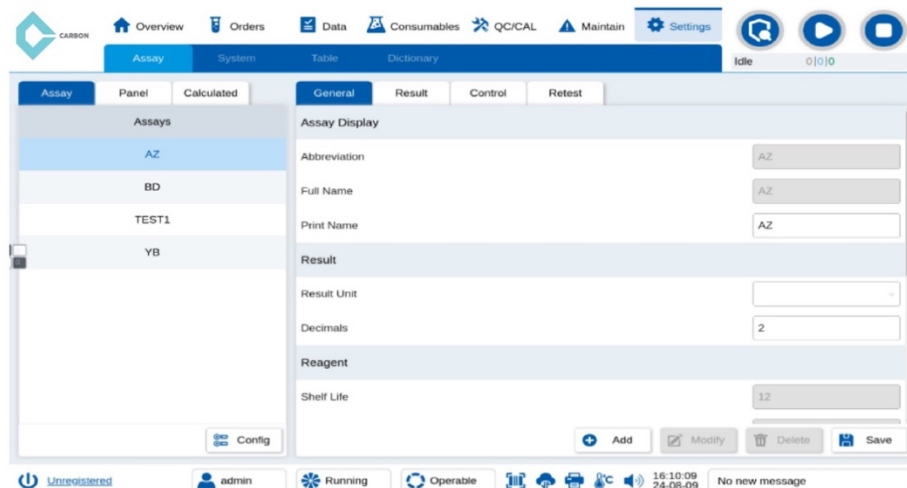 CARBON
Overview Orders Data Consumables QC/CAL Maintain Settings
Assay System Table Dictionary
Idle 0|0|0
Assay Panel Calculated
General Result Control Retest
Assays
AZ
BD
TEST1
YB
Config
Assay Display
Abbreviation AZ
Full Name AZ
Print Name AZ
Result
Result Unit
Decimals 2
Reagent
Shelf Life 12
Add Modify Delete Save
Unregistered admin Running Operable °C 16:10:09 No new message
24-08-09